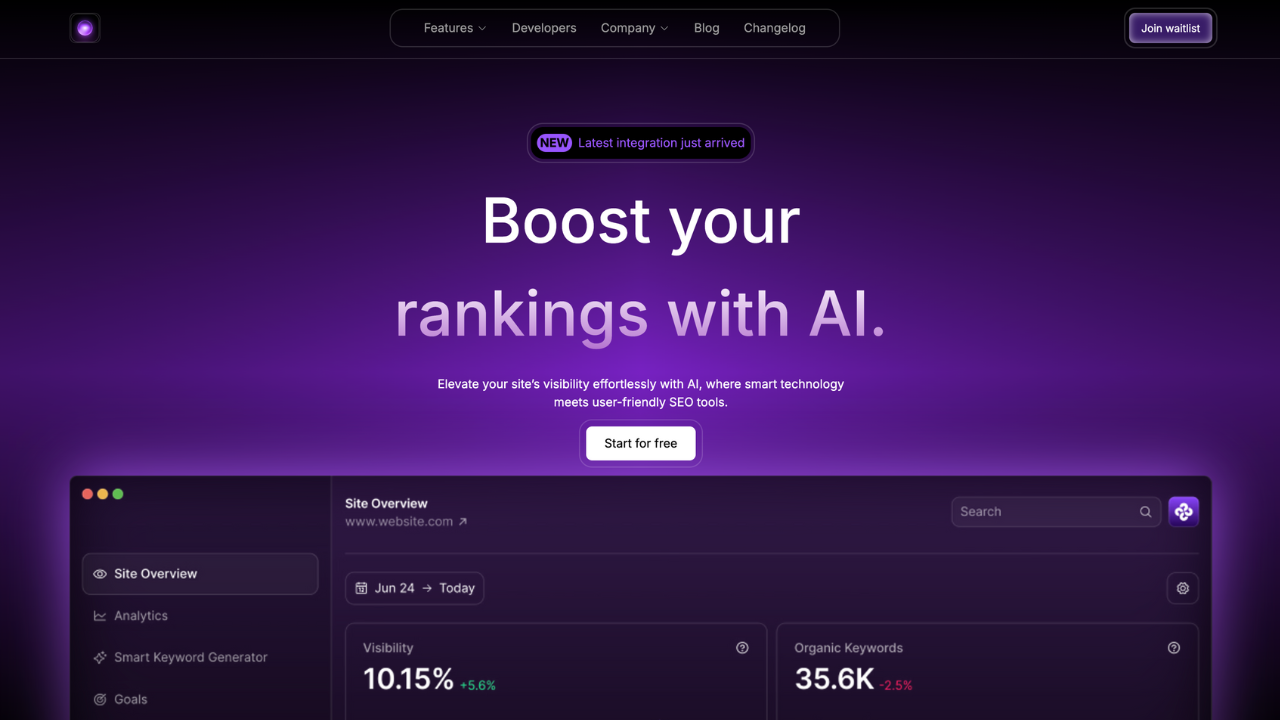 Features
Developers
Company
Blog
Changelog
Join waitlist
NEW Latest integration just arrived
Boost your
rankings with AI.
Elevate your site’s visibility effortlessly with AI, where smart technology
meets user-friendly SEO tools.
Start for free
Site Overview
www.website.com
Search
Site Overview
Analytics
Smart Keyword Generator
Goals
Jun 24 → Today
Visibility
10.15% +5.6%
Organic Keywords
35.6K -2.5%